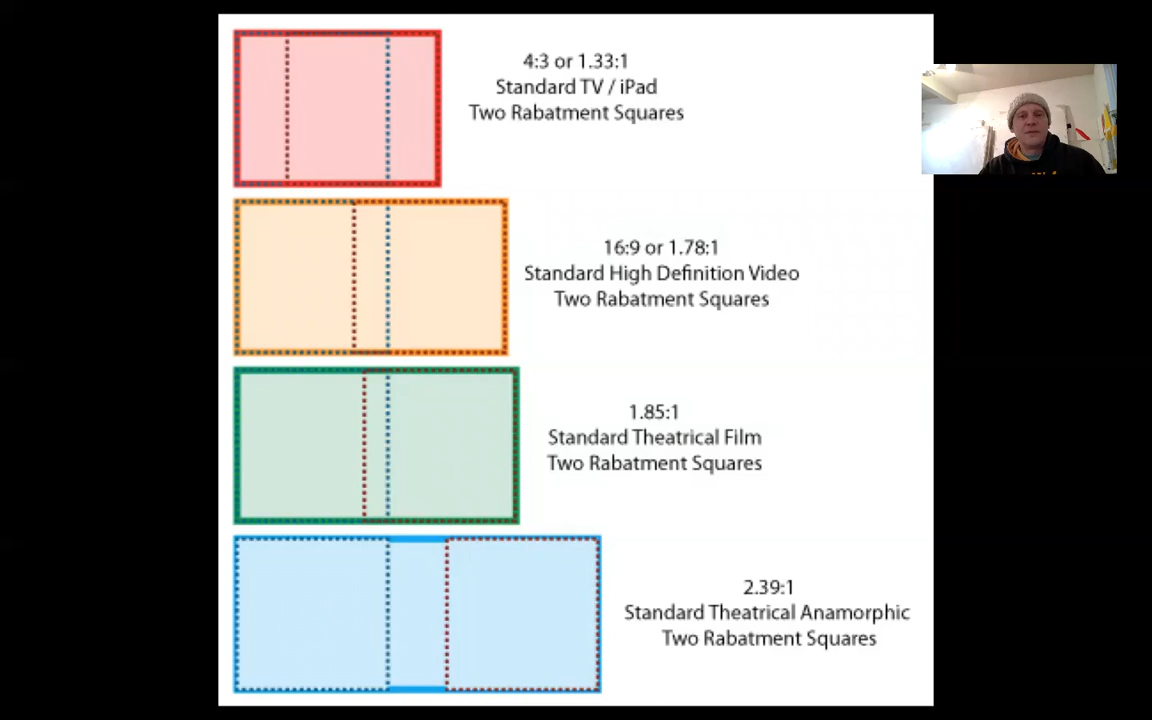 4:3 or 1.33:1
Standard TV / iPad
Two Rabatment Squares
16:9 or 1.78:1
Standard High Definition Video
Two Rabatment Squares
1.85:1
Standard Theatrical Film
Two Rabatment Squares
2.39:1
Standard Theatrical Anamorphic
Two Rabatment Squares